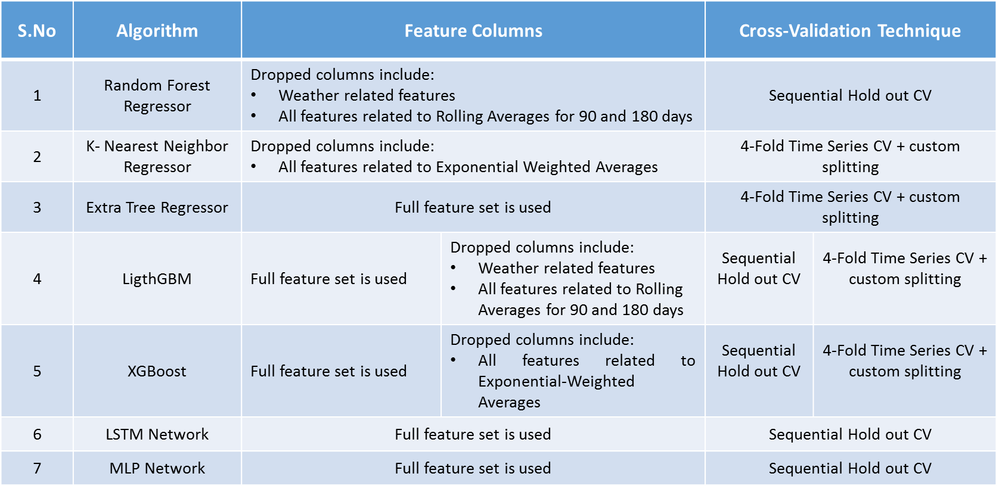 S.No
Algorithm
Feature Columns
Cross-Validation Technique
1
Random Forest
Regressor
Dropped columns include:
• Weather related features
• All features related to Rolling Averages for 90 and 180 days
Sequential Hold out CV
2
K- Nearest Neighbor
Regressor
Dropped columns include:
• All features related to Exponential Weighted Averages
4-Fold Time Series CV + custom
splitting
3
Extra Tree Regressor
Full feature set is used
4-Fold Time Series CV + custom
splitting
4
LigthGBM
Full feature set is used
Dropped columns include:
• Weather related features
• All features related to Rolling
Averages for 90 and 180 days
Sequential
Hold out CV
4-Fold Time Series CV +
custom splitting
5
XGBoost
Full feature set is used
Dropped columns include:
• All features related to
Exponential-Weighted
Averages
Sequential
Hold out CV
4-Fold Time Series CV +
custom splitting
6
LSTM Network
Full feature set is used
Sequential Hold out CV
7
MLP Network
Full feature set is used
Sequential Hold out CV